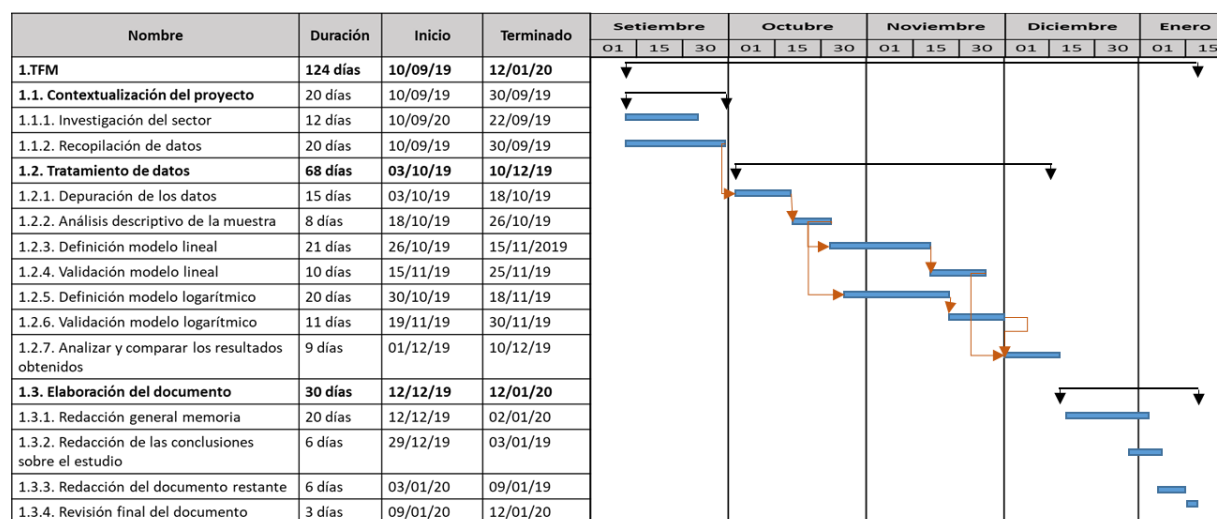 Nombre Duración Inicio Terminado Setiembre Octubre Noviembre Diciembre Enero
01 15 30 01 15 30 01 15 30 01 15 30 01 15
1.TFM 124 días 10/09/19 12/01/20
1.1. Contextualización del proyecto 20 días 10/09/19 30/09/19
1.1.1. Investigación del sector 12 días 10/09/20 22/09/19
1.1.2. Recopilación de datos 20 días 10/09/19 30/09/19
1.2. Tratamiento de datos 68 días 03/10/19 10/12/19
1.2.1. Depuración de los datos 15 días 03/10/19 18/10/19
1.2.2. Análisis descriptivo de la muestra 8 días 18/10/19 26/10/19
1.2.3. Definición modelo lineal 21 días 26/10/19 15/11/2019
1.2.4. Validación modelo lineal 10 días 15/11/19 25/11/19
1.2.5. Definición modelo logarítmico 20 días 30/10/19 18/11/19
1.2.6. Validación modelo logarítmico 11 días 19/11/19 30/11/19
1.2.7. Analizar y comparar los resultados 9 días 01/12/19 10/12/19
obtenidos
1.3. Elaboración del documento 30 días 12/12/19 12/01/20
1.3.1. Redacción general memoria 20 días 12/12/19 02/01/20
1.3.2. Redacción de las conclusiones 6 días 29/12/19 03/01/19
sobre el estudio
1.3.3. Redacción del documento restante 6 días 03/01/20 09/01/19
1.3.4. Revisión final del documento 3 días 09/01/20 12/01/20